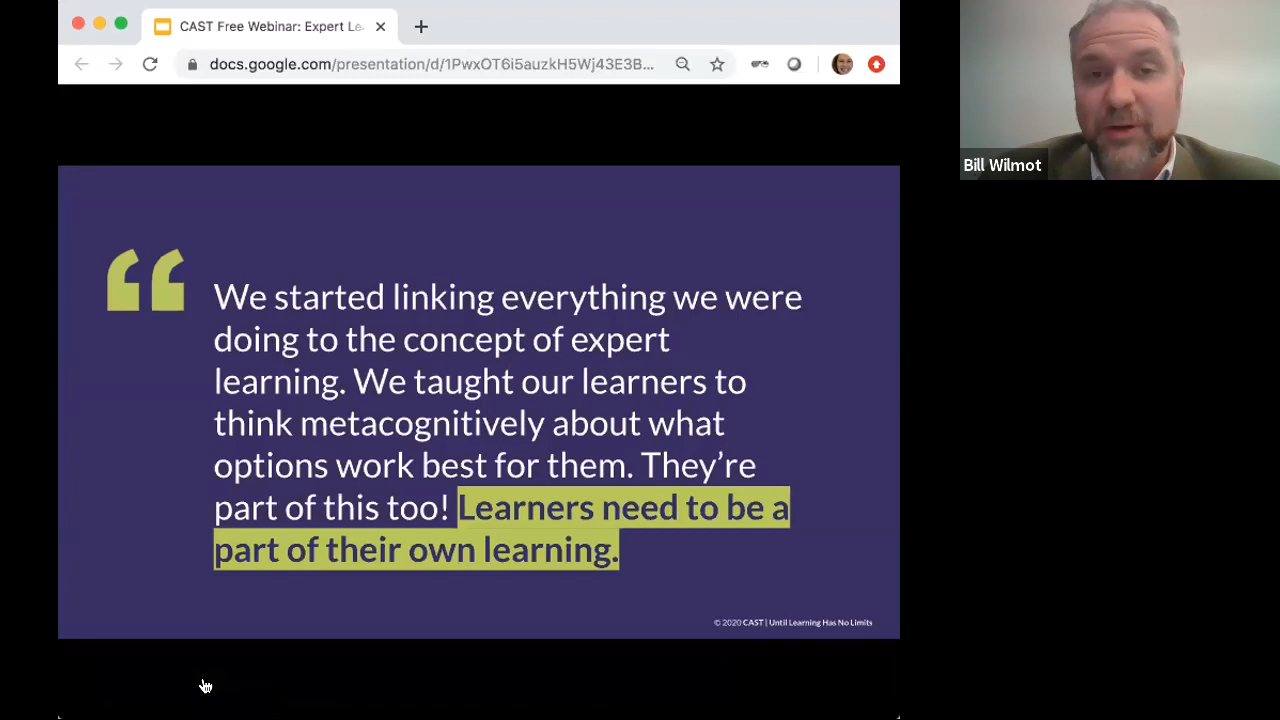 CAST Free Webinar: Expert Le
docs.google.com/presentation/d/1PwxOT6i5auzkH5Wj43E3B...
Bill Wilmot
“
We started linking everything we were
doing to the concept of expert
learning. We taught our learners to
think metacognitively about what
options work best for them. They’re
part of this too! Learners need to be a
part of their own learning.
© 2020 CAST | Until Learning Has No Limits